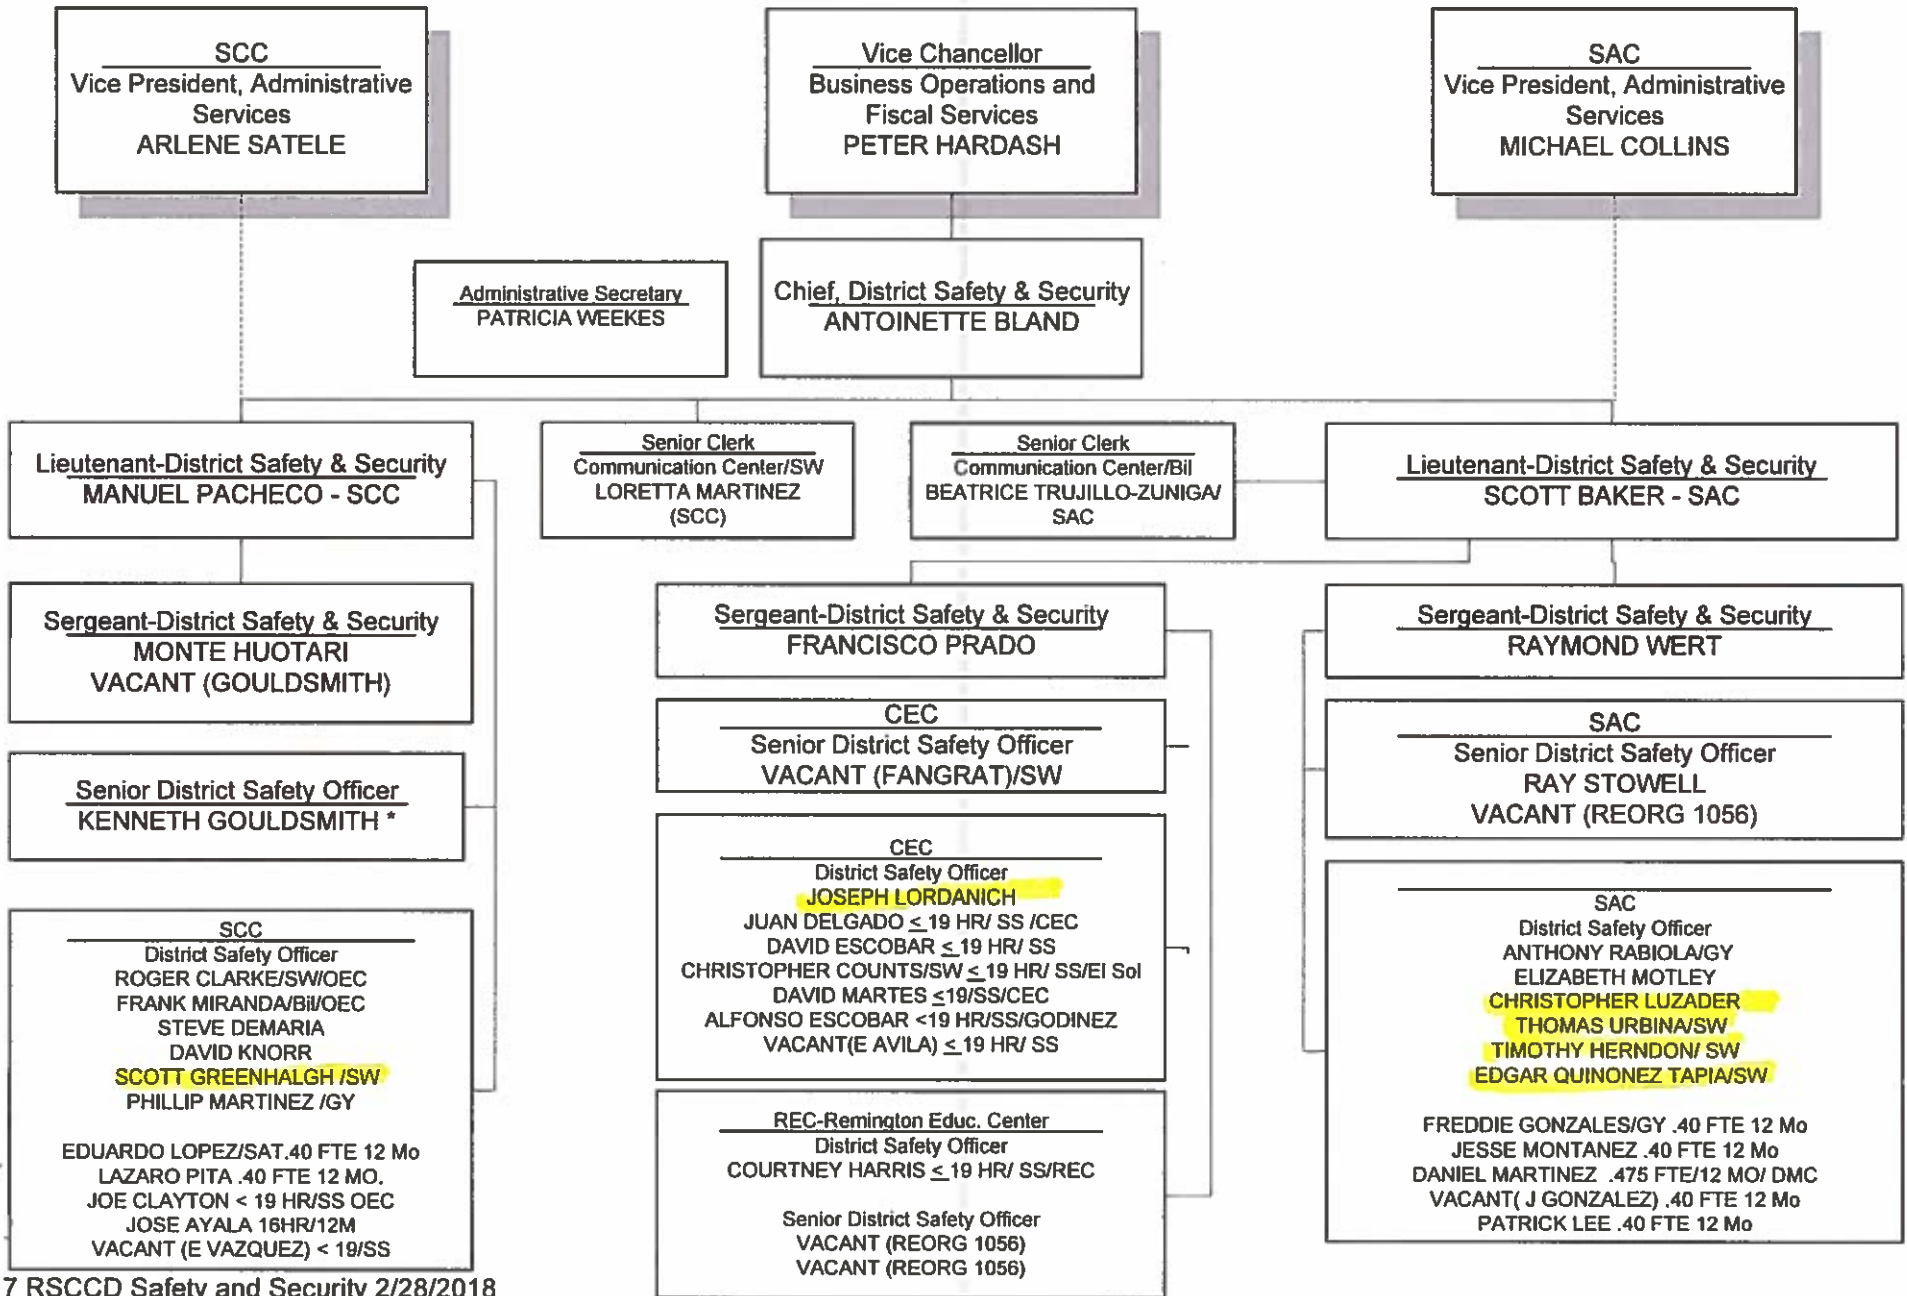 SCC
Vice President, Administrative
Services
ARLENE SATELE
Vice Chancellor
Business Operations and
Fiscal Services
PETER HARDASH
SAC
Vice President, Administrative
Services
MICHAEL COLLINS
Administrative Secretary
PATRICIA WEEKES
Chief, District Safety & Security
ANTOINETTE BLAND
Lieutenant-District Safety & Security
MANUEL PACHECO - SCC
Senior Clerk
Communication Center/SW
LORETTA MARTINEZ
(SCC)
Senior Clerk
Communication Center/Bil
BEATRICE TRUJILLO-ZUNIGA/
SAC
Lieutenant-District Safety & Security
SCOTT BAKER - SAC
Sergeant-District Safety & Security
MONTE HUOTARI
VACANT (GOULDSMITH)
Senior District Safety Officer
KENNETH GOULDSMITH *
SCC
District Safety Officer
ROGER CLARKE/SW/OEC
FRANK MIRANDA/Bil/OEC
STEVE DEMARIA
DAVID KNORR
SCOTT GREENHALGH /SW
PHILLIP MARTINEZ /GY
EDUARDO LOPEZ/SAT.40 FTE 12 Mo
LAZARO PITA .40 FTE 12 MO.
JOE CLAYTON < 19 HR/SS OEC
JOSE AYALA 16HR/12M
VACANT (E VAZQUEZ) < 19/SS
Sergeant-District Safety & Security
FRANCISCO PRADO
CEC
Senior District Safety Officer
VACANT (FANGRAT)/SW
CEC
District Safety Officer
JOSEPH LORDANICH
JUAN DELGADO ≤ 19 HR/ SS /CEC
DAVID ESCOBAR ≤ 19 HR/ SS
CHRISTOPHER COUNTS/SW ≤ 19 HR/ SS/El Sol
DAVID MARTES ≤19/SS/CEC
ALFONSO ESCOBAR <19 HR/SS/GODINEZ
VACANT(E AVILA) ≤ 19 HR/ SS
REC-Remington Educ. Center
District Safety Officer
COURTNEY HARRIS ≤ 19 HR/ SS/REC
Senior District Safety Officer
VACANT (REORG 1056)
VACANT (REORG 1056)
Sergeant-District Safety & Security
RAYMOND WERT
SAC
Senior District Safety Officer
RAY STOWELL
VACANT (REORG 1056)
SAC
District Safety Officer
ANTHONY RABIOLA/GY
ELIZABETH MOTLEY
CHRISTOPHER LUZADER
THOMAS URBINA/SW
TIMOTHY HERNDON/ SW
EDGAR QUINONEZ TAPIA/SW
FREDDIE GONZALES/GY .40 FTE 12 Mo
JESSE MONTANEZ .40 FTE 12 Mo
DANIEL MARTINEZ .475 FTE/12 MO/ DMC
VACANT( J GONZALEZ) .40 FTE 12 Mo
PATRICK LEE .40 FTE 12 Mo
7 RSCCD Safety and Security 2/28/2018